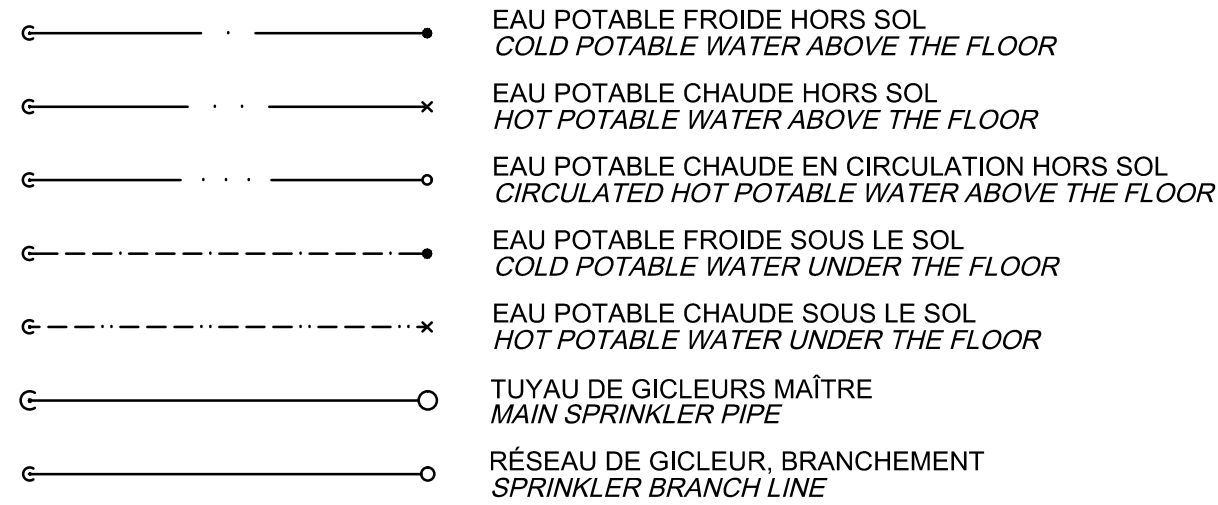 EAU POTABLE FROIDE HORS SOL
COLD POTABLE WATER ABOVE THE FLOOR
EAU POTABLE CHAUDE HORS SOL
HOT POTABLE WATER ABOVE THE FLOOR
EAU POTABLE CHAUDE EN CIRCULATION HORS SOL
CIRCULATED HOT POTABLE WATER ABOVE THE FLOOR
EAU POTABLE FROIDE SOUS LE SOL
COLD POTABLE WATER UNDER THE FLOOR
EAU POTABLE CHAUDE SOUS LE SOL
HOT POTABLE WATER UNDER THE FLOOR
TUYAU DE GICLEURS MAÎTRE
MAIN SPRINKLER PIPE
RÉSEAU DE GICLEUR, BRANCHEMENT
SPRINKLER BRANCH LINE